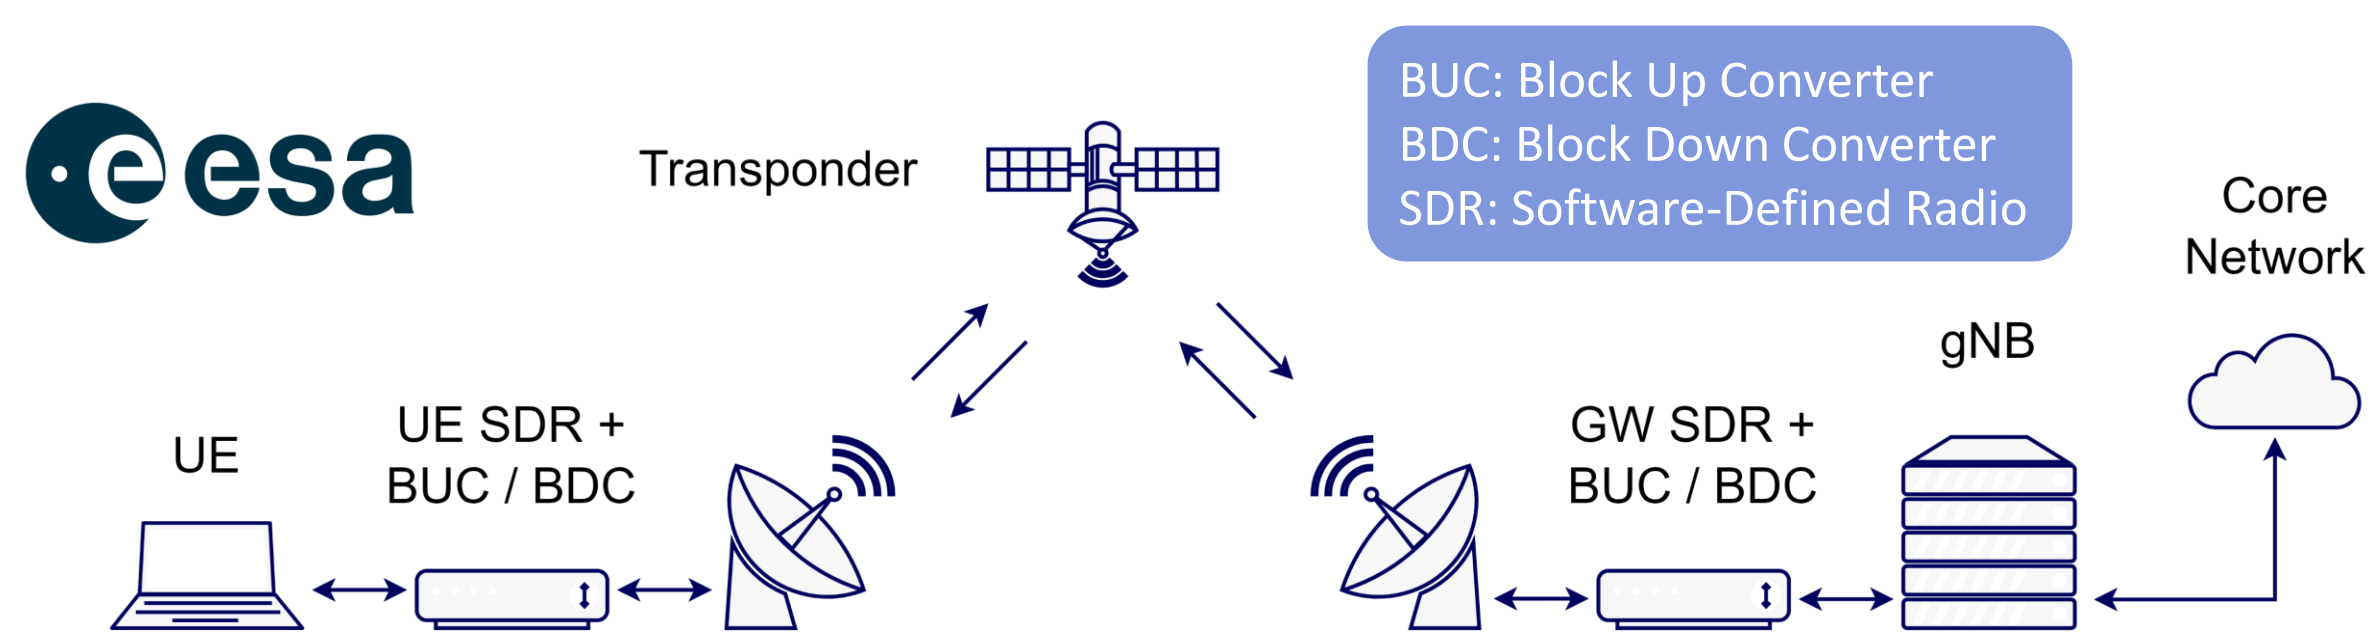 esa
Transponder
BUC: Block Up Converter
BDC: Block Down Converter
SDR: Software-Defined Radio
Core
Network
gNB
UE
UE SDR +
BUC / BDC
GW SDR +
BUC / BDC